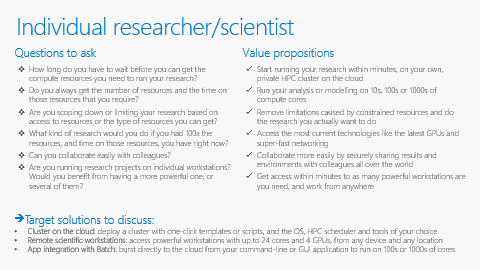 Individual researcher/scientist
Questions to ask
❖ How long do you have to wait before you can get the
compute resources you need to run your research?
❖ Do you always get the number of resources and the time on
those resources that you require?
❖ Are you scoping down or limiting your research based on
access to resources or the type of resources you can get?
❖ What kind of research would you do if you had 100x the
resources, and time on those resources, you have right now?
❖ Can you collaborate easily with colleagues?
❖ Are you running research projects on individual workstations?
Would you benefit from having a more powerful one, or
several of them?
Value propositions
✓ Start running your research within minutes, on your own,
private HPC cluster on the cloud
✓ Run your analysis or modelling on 10s, 100s or 1000s of
compute cores
✓ Remove limitations caused by constrained resources and do
the research you actually want to do
✓ Access the most current technologies like the latest GPUs and
super-fast networking
✓ Collaborate more easily by securely sharing results and
environments with colleagues all over the world
✓ Get access within minutes to as many powerful workstations are
you need, and work from anywhere
➔Target solutions to discuss:
• Cluster on the cloud: deploy a cluster with one-click templates or scripts, and the OS, HPC scheduler and tools of your choice
• Remote scientific workstations: access powerful workstations with up to 24 cores and 4 GPUs, from any device and any location
• App integration with Batch: burst directly to the cloud from your command-line or GUI application to run on 100s or 1000s of cores